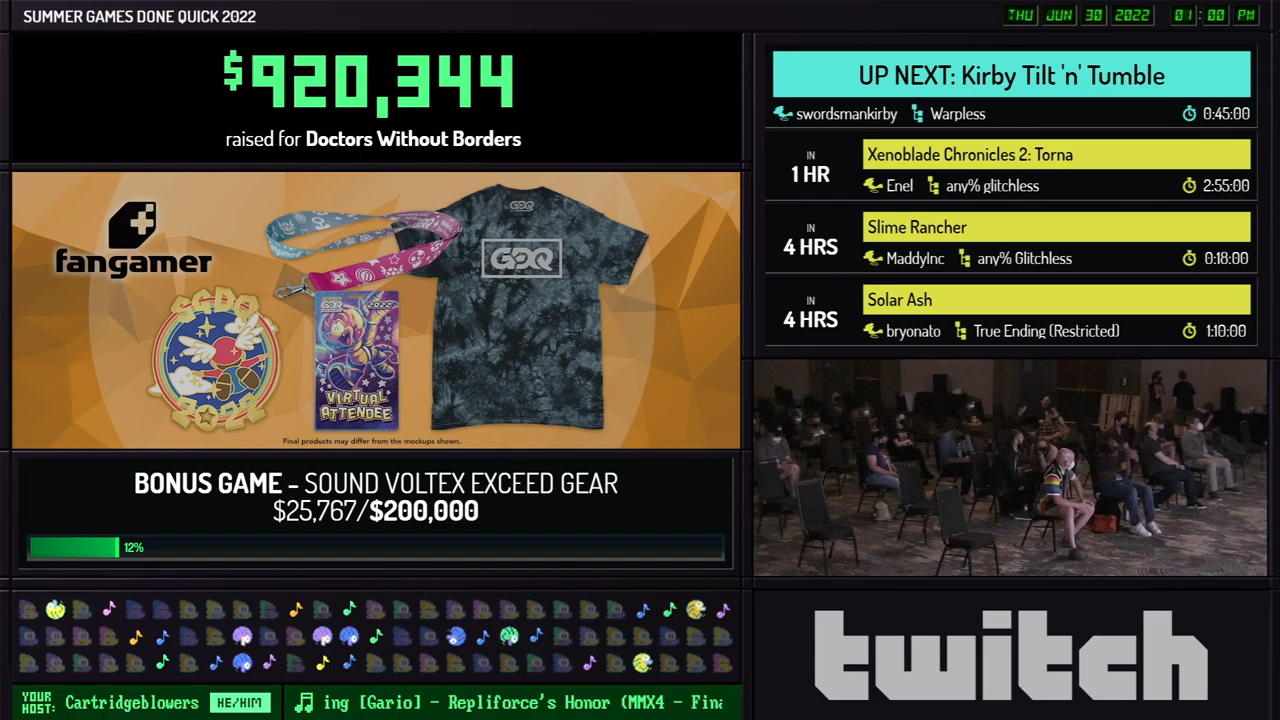 SUMMER GAMES DONE QUICK 2022
THU JUN 30 2022 01:00 PM
$920,344
raised for Doctors Without Borders
fangamer
GDQ
GDQ
SGDQ
2022
GDQ
VIRTUAL
ATTENDEE
Final products may differ from the mockups shown.
BONUS GAME – SOUND VOLTEX EXCEED GEAR
$25,767/$200,000
12%
UP NEXT: Kirby Tilt 'n' Tumble
swordsmankirby Warpless 0:45:00
IN
1 HR
Xenoblade Chronicles 2: Torna
Enel any% glitchless 2:55:00
IN
4 HRS
Slime Rancher
MaddyInc any% Glitchless 0:18:00
IN
4 HRS
Solar Ash
bryonato True Ending (Restricted) 1:10:00
twitch
YOUR
HOST:
Cartridgeblowers HE/HIM
ing [Gario] - Repliforce's Honor (MMX4 - Fina